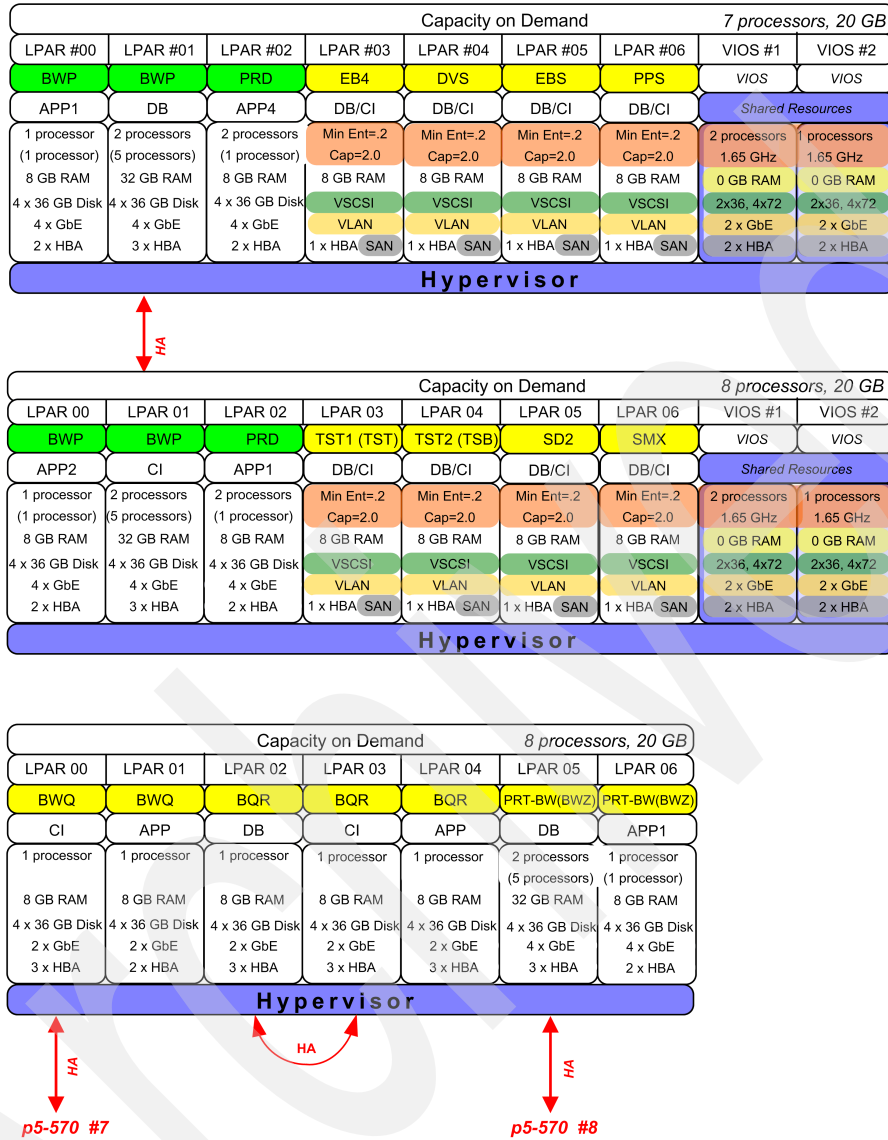 Capacity on Demand 7 processors, 20 GB
LPAR #00 LPAR #01 LPAR #02 LPAR #03 LPAR #04 LPAR #05 LPAR #06 VIOS #1 VIOS #2
BWP BWP PRD EB4 DVS EBS PPS VIOS VIOS
APP1 DB APP4 DB/CI DB/CI DB/CI DB/CI Shared Resources
1 processor 2 processors 2 processors Min Ent=.2 Min Ent=.2 Min Ent=.2 Min Ent=.2 2 processors 1 processors
(1 processor) (5 processors) (1 processor) Cap=2.0 Cap=2.0 Cap=2.0 Cap=2.0 1.65 GHz 1.65 GHz
8 GB RAM 32 GB RAM 8 GB RAM 8 GB RAM 8 GB RAM 8 GB RAM 8 GB RAM 0 GB RAM 0 GB RAM
4 x 36 GB Disk 4 x 36 GB Disk 4 x 36 GB Disk VSCSI VSCSI VSCSI VSCSI 2x36, 4x72 2x36, 4x72
4 x GbE 4 x GbE 4 x GbE VLAN VLAN VLAN VLAN 2 x GbE 2 x GbE
2 x HBA 3 x HBA 2 x HBA 1 x HBA SAN 1 x HBA SAN 1 x HBA SAN 1 x HBA SAN 2 x HBA 2 x HBA
Hypervisor
HA
Capacity on Demand 8 processors, 20 GB
LPAR 00 LPAR 01 LPAR 02 LPAR 03 LPAR 04 LPAR 05 LPAR 06 VIOS #1 VIOS #2
BWP BWP PRD TST1 (TST) TST2 (TSB) SD2 SMX VIOS VIOS
APP2 CI APP1 DB/CI DB/CI DB/CI DB/CI Shared Resources
1 processor 2 processors 2 processors Min Ent=.2 Min Ent=.2 Min Ent=.2 Min Ent=.2 2 processors 1 processors
(1 processor) (5 processors) (1 processor) Cap=2.0 Cap=2.0 Cap=2.0 Cap=2.0 1.65 GHz 1.65 GHz
8 GB RAM 32 GB RAM 8 GB RAM 8 GB RAM 8 GB RAM 8 GB RAM 8 GB RAM 0 GB RAM 0 GB RAM
4 x 36 GB Disk 4 x 36 GB Disk 4 x 36 GB Disk VSCSI VSCSI VSCSI VSCSI 2x36, 4x72 2x36, 4x72
4 x GbE 4 x GbE 4 x GbE VLAN VLAN VLAN VLAN 2 x GbE 2 x GbE
2 x HBA 3 x HBA 2 x HBA 1 x HBA SAN 1 x HBA SAN 1 x HBA SAN 1 x HBA SAN 2 x HBA 2 x HBA
Hypervisor
Capacity on Demand 8 processors, 20 GB
LPAR 00 LPAR 01 LPAR 02 LPAR 03 LPAR 04 LPAR 05 LPAR 06
BWQ BWQ BQR BQR BQR PRT-BW(BWZ) PRT-BW(BWZ)
CI APP DB CI APP DB APP1
1 processor 1 processor 1 processor 1 processor 1 processor 2 processors 1 processor
(5 processors) (1 processor)
8 GB RAM 8 GB RAM 8 GB RAM 8 GB RAM 8 GB RAM 32 GB RAM 8 GB RAM
4 x 36 GB Disk 4 x 36 GB Disk 4 x 36 GB Disk 4 x 36 GB Disk 4 x 36 GB Disk 4 x 36 GB Disk 4 x 36 GB Disk
2 x GbE 2 x GbE 2 x GbE 2 x GbE 2 x GbE 4 x GbE 4 x GbE
3 x HBA 2 x HBA 3 x HBA 3 x HBA 3 x HBA 3 x HBA 2 x HBA
Hypervisor
HA HA HA
p5-570 #7 p5-570 #8